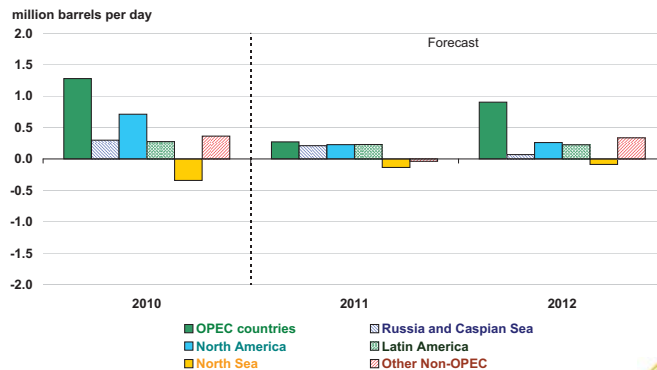 million barrels per day
2.0
Forecast
1.5
1.0
0.5
0.0
-0.5
-1.0
-1.5
-2.0
2010 2011 2012
OPEC countries Russia and Caspian Sea
North America Latin America
North Sea Other Non-OPEC